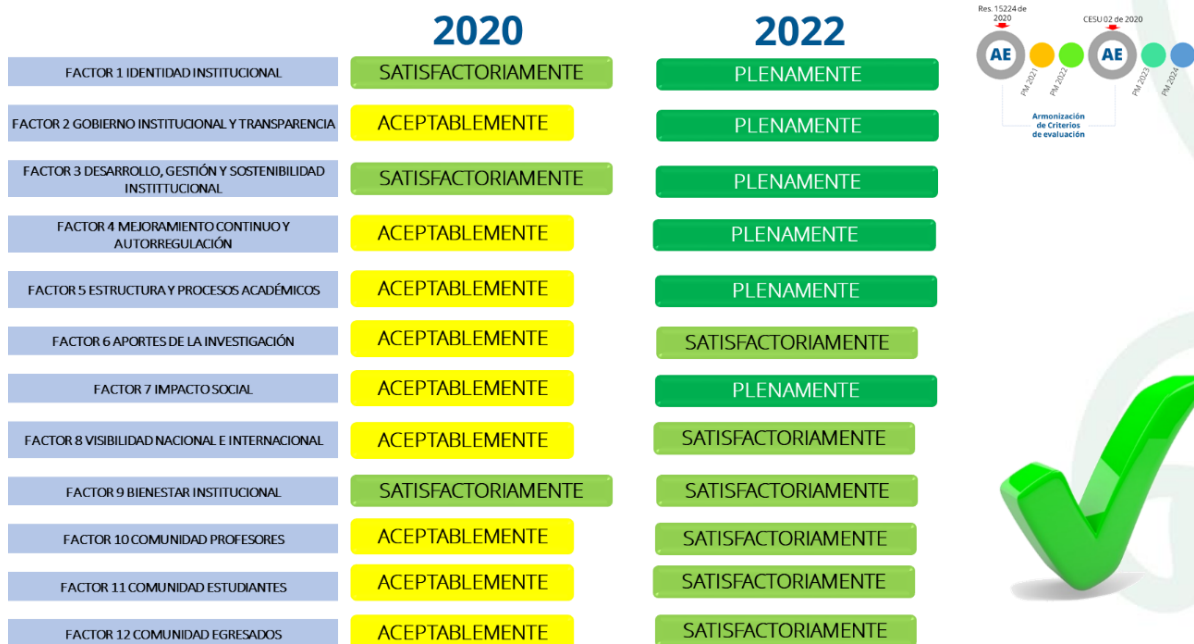 2020
2022
Res. 15224 de
2020
CESU 02 de 2020
AE
AE
PM 2021
PM 2022
PM 2023
PM 2024
Armonización
de Criterios
de evaluación
FACTOR 1 IDENTIDAD INSTITUCIONAL
SATISFACTORIAMENTE
PLENAMENTE
FACTOR 2 GOBIERNO INSTITUCIONAL Y TRANSPARENCIA
ACEPTABLEMENTE
PLENAMENTE
FACTOR 3 DESARROLLO, GESTIÓN Y SOSTENIBILIDAD
INSTITTUCIONAL
SATISFACTORIAMENTE
PLENAMENTE
FACTOR 4 MEJORAMIENTO CONTINUO Y
AUTORREGULACIÓN
ACEPTABLEMENTE
PLENAMENTE
FACTOR 5 ESTRUCTURA Y PROCESOS ACADÉMICOS
ACEPTABLEMENTE
PLENAMENTE
FACTOR 6 APORTES DE LA INVESTIGACIÓN
ACEPTABLEMENTE
SATISFACTORIAMENTE
FACTOR 7 IMPACTO SOCIAL
ACEPTABLEMENTE
PLENAMENTE
FACTOR 8 VISIBILIDAD NACIONAL E INTERNACIONAL
ACEPTABLEMENTE
SATISFACTORIAMENTE
FACTOR 9 BIENESTAR INSTITUCIONAL
SATISFACTORIAMENTE
SATISFACTORIAMENTE
FACTOR 10 COMUNIDAD PROFESORES
ACEPTABLEMENTE
SATISFACTORIAMENTE
FACTOR 11 COMUNIDAD ESTUDIANTES
ACEPTABLEMENTE
SATISFACTORIAMENTE
FACTOR 12 COMUNIDAD EGRESADOS
ACEPTABLEMENTE
SATISFACTORIAMENTE